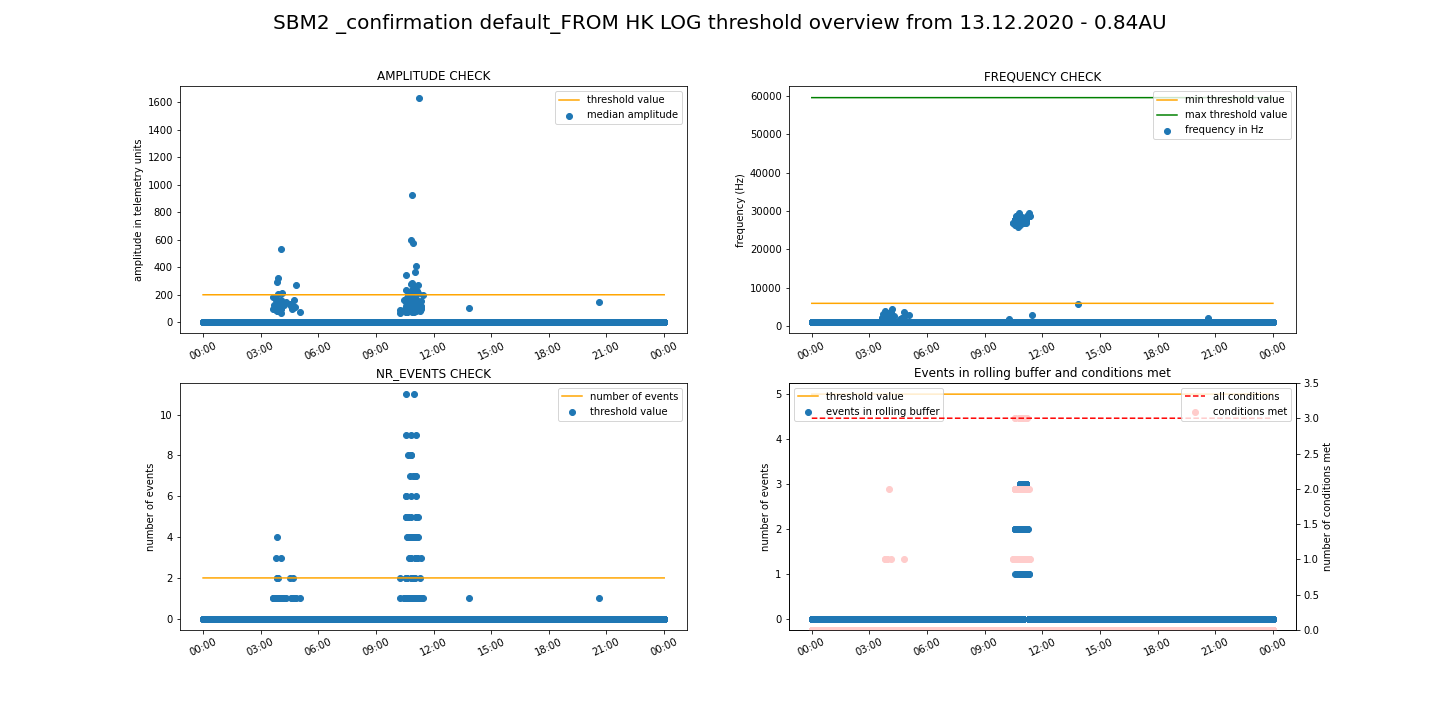 SBM2 _confirmation default_FROM HK LOG threshold overview from 13.12.2020 - 0.84AU
AMPLITUDE CHECK
amplitude in telemetry units
1600
1400
1200
1000
800
600
400
200
0
threshold value
median amplitude
00:00 03:00 06:00 09:00 12:00 15:00 18:00 21:00 00:00
FREQUENCY CHECK
frequency (Hz)
60000
50000
40000
30000
20000
10000
0
min threshold value
max threshold value
frequency in Hz
00:00 03:00 06:00 09:00 12:00 15:00 18:00 21:00 00:00
NR_EVENTS CHECK
number of events
10
8
6
4
2
0
number of events
threshold value
00:00 03:00 06:00 09:00 12:00 15:00 18:00 21:00 00:00
Events in rolling buffer and conditions met
number of events
5
4
3
2
1
0
threshold value
events in rolling buffer
all conditions
conditions met
3.5
3.0
2.5
2.0
1.5
1.0
0.5
0.0
number of conditions met
00:00 03:00 06:00 09:00 12:00 15:00 18:00 21:00 00:00